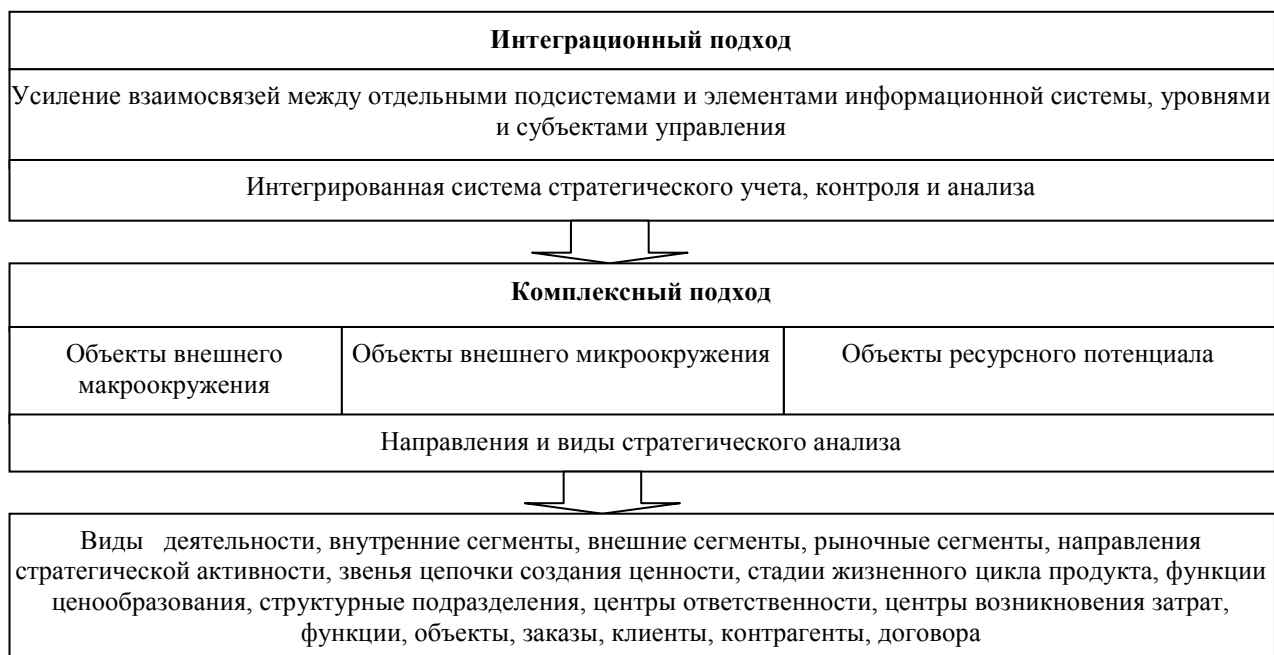 Интеграционный подход
Усиление взаимосвязей между отдельными подсистемами и элементами информационной системы, уровнями
и субъектами управления
Интегрированная система стратегического учета, контроля и анализа
Комплексный подход
Объекты внешнего
макроокружения
Объекты внешнего микроокружения
Объекты ресурсного потенциала
Направления и виды стратегического анализа
Виды деятельности, внутренние сегменты, внешние сегменты, рыночные сегменты, направления
стратегической активности, звенья цепочки создания ценности, стадии жизненного цикла продукта, функции
ценообразования, структурные подразделения, центры ответственности, центры возникновения затрат,
функции, объекты, заказы, клиенты, контрагенты, договора